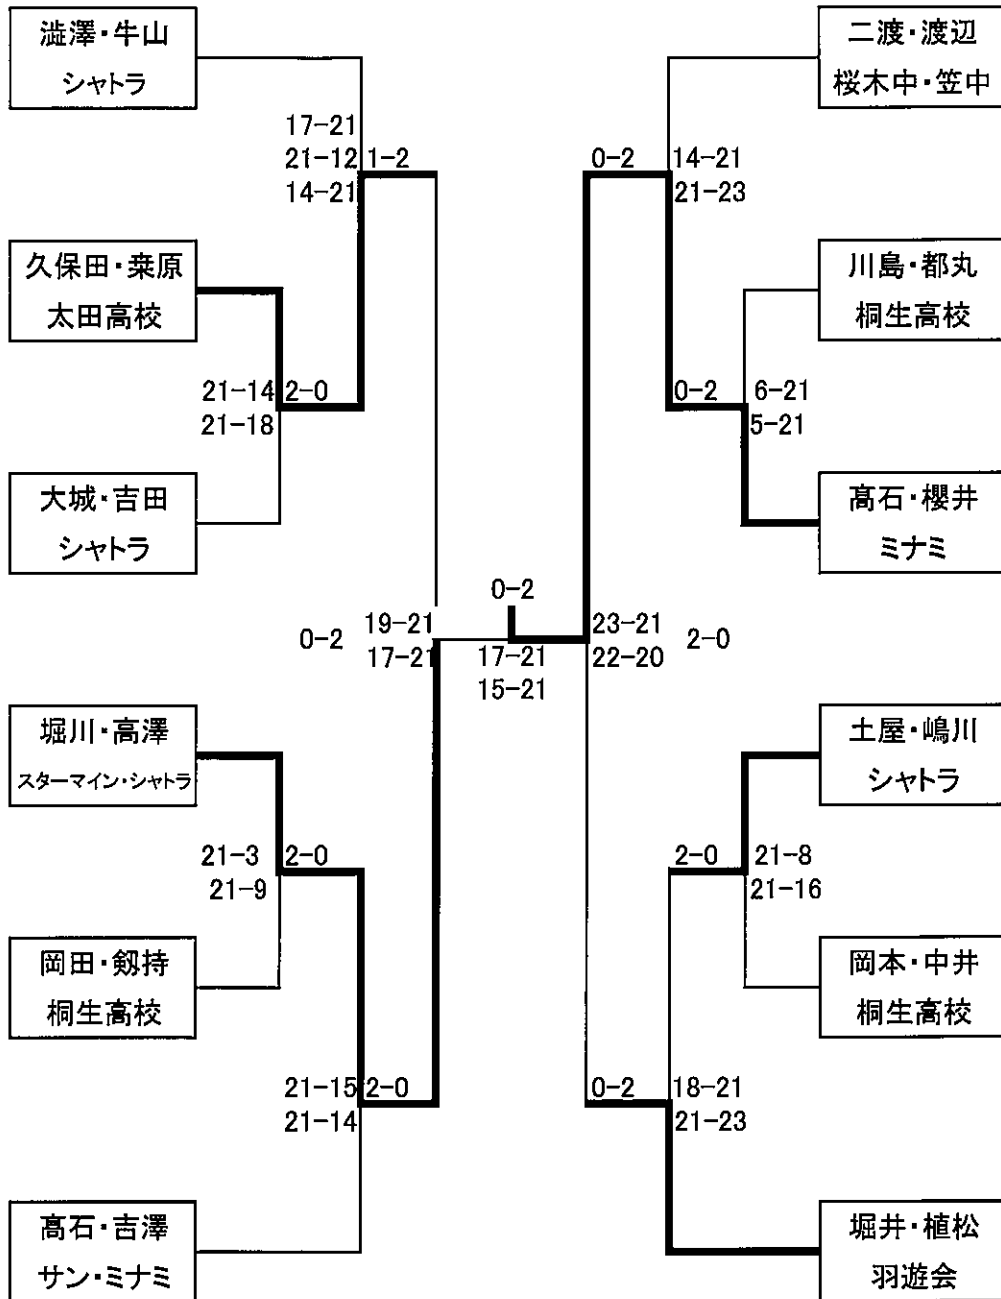 澁澤・牛山
シャトラ
二渡・渡辺
桜木中・笠中
17-21
21-12 1-2
14-21
0-2 14-21
21-23
久保田・桒原
太田高校
川島・都丸
桐生高校
21-14 2-0
21-18
0-2 6-21
5-21
大城・吉田
シャトラ
髙石・櫻井
ミナミ
0-2
0-2 19-21
17-21
17-21
15-21
23-21
22-20 2-0
堀川・高澤
スターマイン・シャトラ
土屋・嶋川
シャトラ
21-3 2-0
21-9
2-0 21-8
21-16
岡田・剱持
桐生高校
岡本・中井
桐生高校
21-15 2-0
21-14
0-2 18-21
21-23
髙石・吉澤
サン・ミナミ
堀井・植松
羽遊会